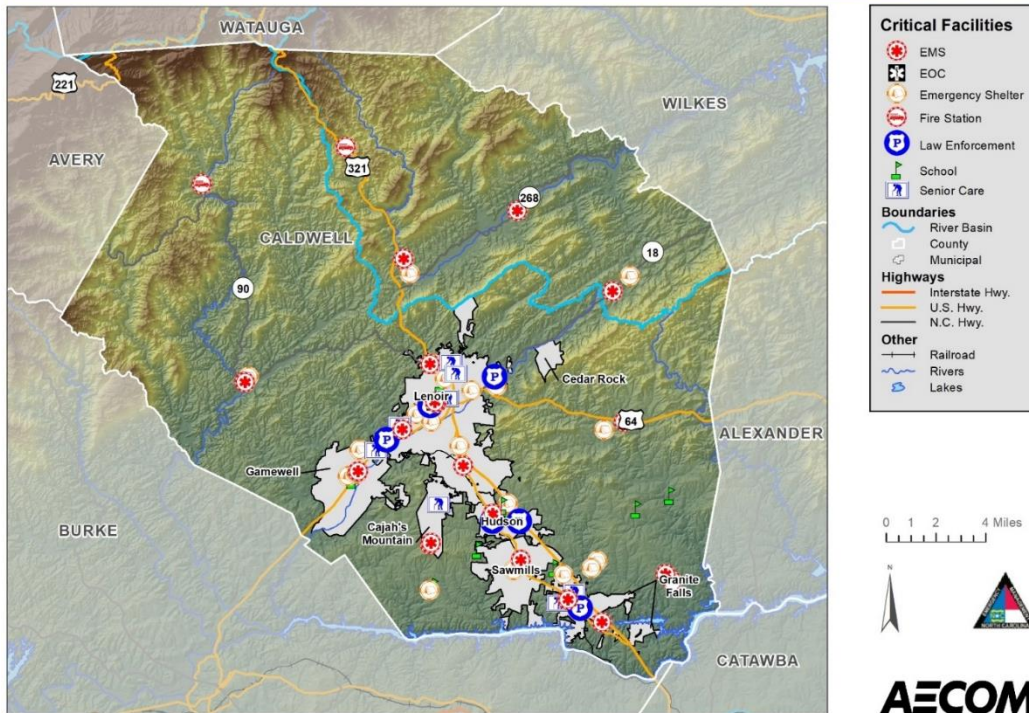 WATAUGA
221
WILKES
AVERY
321
268
CALDWELL
18
90
Cedar Rock
Lenoir
64
ALEXANDER
Gamewell
BURKE
Cajah's
Mountain
Hudson
Sawmills
Granite
Falls
CATAWBA
Critical Facilities
EMS
EOC
Emergency Shelter
Fire Station
P
Law Enforcement
School
Senior Care
Boundaries
River Basin
County
Municipal
Highways
Interstate Hwy.
U.S. Hwy.
N.C. Hwy.
Other
Railroad
Rivers
Lakes
0 1 2 4 Miles
N
NORTH CAROLINA
AECOM